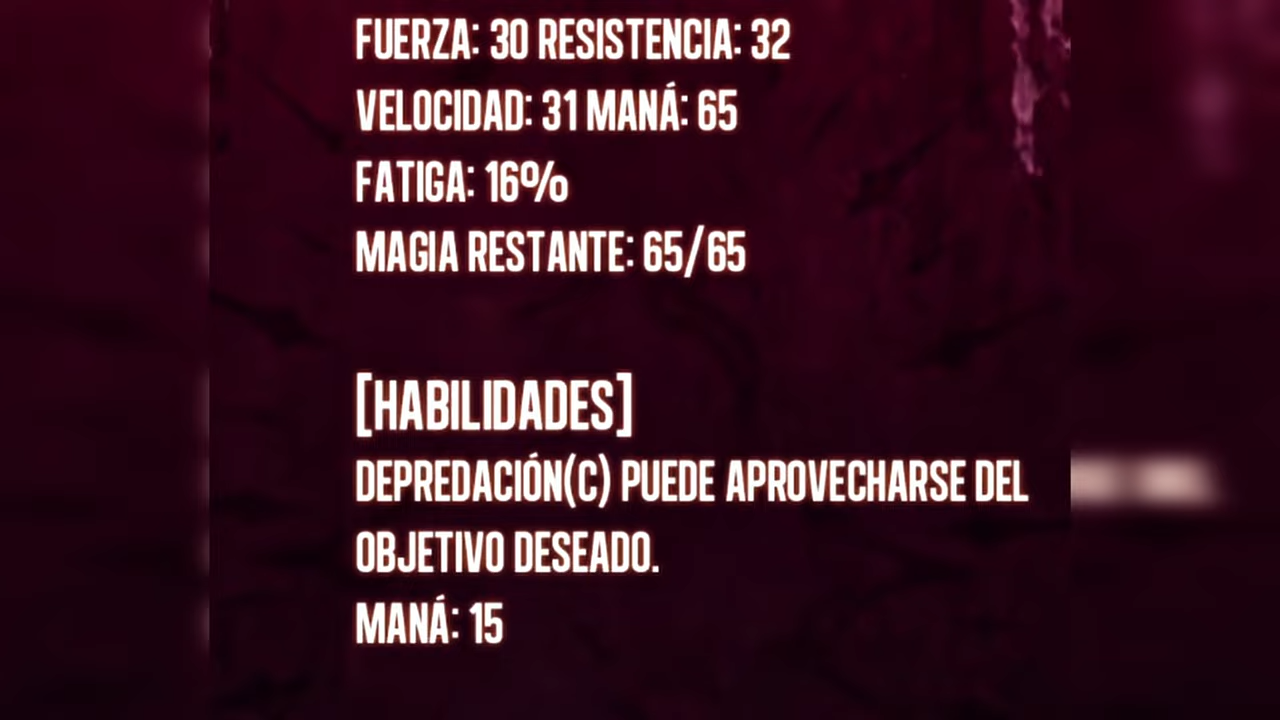 FUERZA: 30 RESISTENCIA: 32
VELOCIDAD: 31 MANÁ: 65
FATIGA: 16%
MAGIA RESTANTE: 65/65
[HABILIDADES]
DEPREDACIÓN(C) PUEDE APROVECHARSE DEL
OBJETIVO DESEADO.
MANÁ: 15